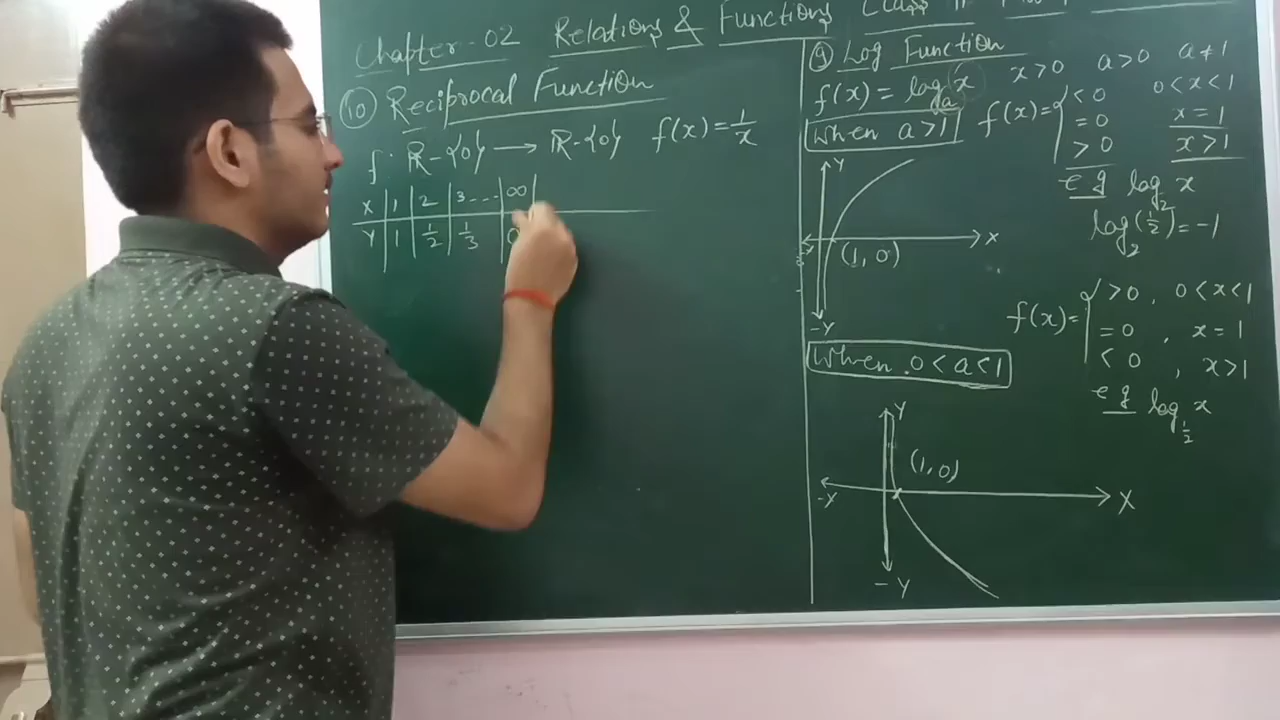 Chapter-02 Relations & Functions Class 11
(10) Reciprocal Function
f: R-{0} → R-{0} f(x)=1/x
X | 1 | 2 | 3.... | ∞ |
Y | 1 | 1/2 | 1/3 | 0
(9) Log Function
f(x) = log_a x x>0 a>0 a≠1
When a>1
f(x)= { <0 0<x<1
=0 x=1
>0 x>1
e.g log_2 x
log_2(1/2)=-1
Y
X
(1, 0)
-Y
f(x)= { >0, 0<x<1
=0, x=1
<0, x>1
e.g log_{1/2} x
When 0<a<1
Y
(1, 0)
-X
X
-Y